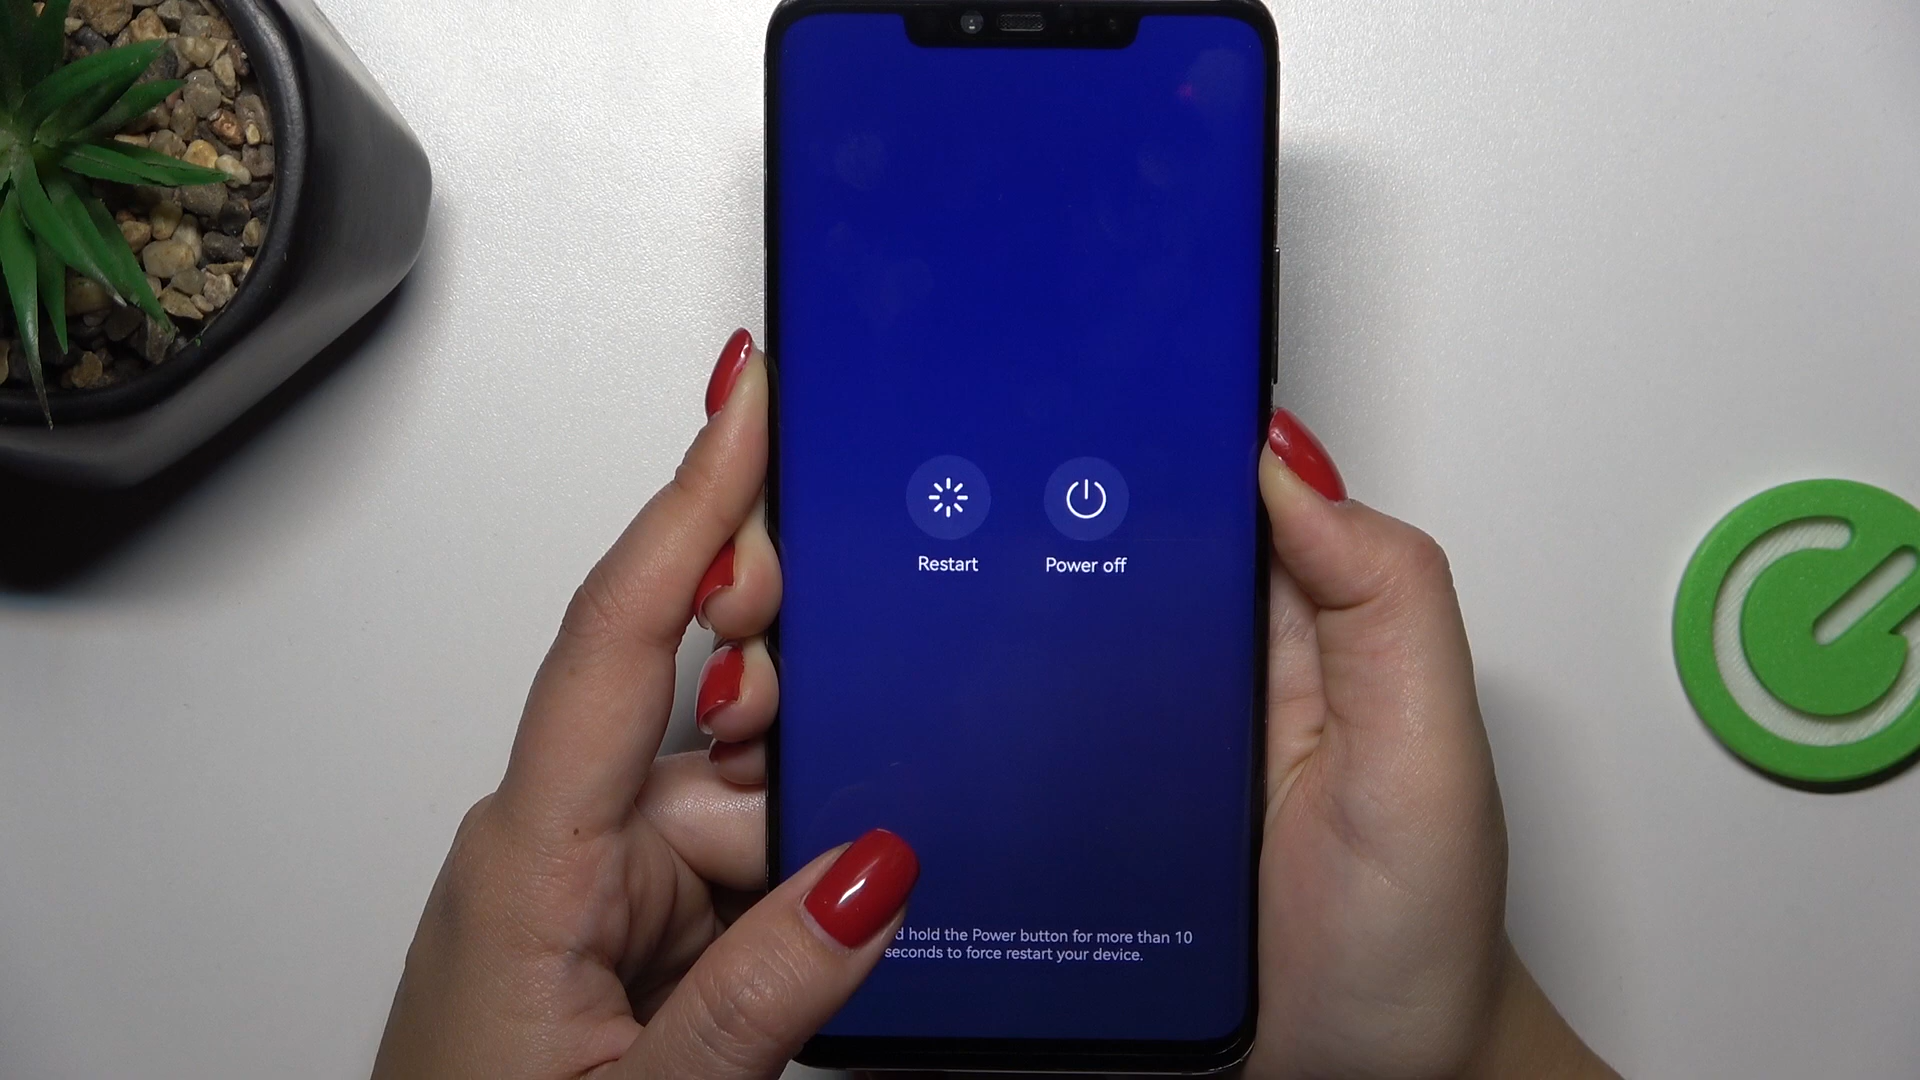 Restart
Power off
hold the Power button for more than 10
seconds to force restart your device.